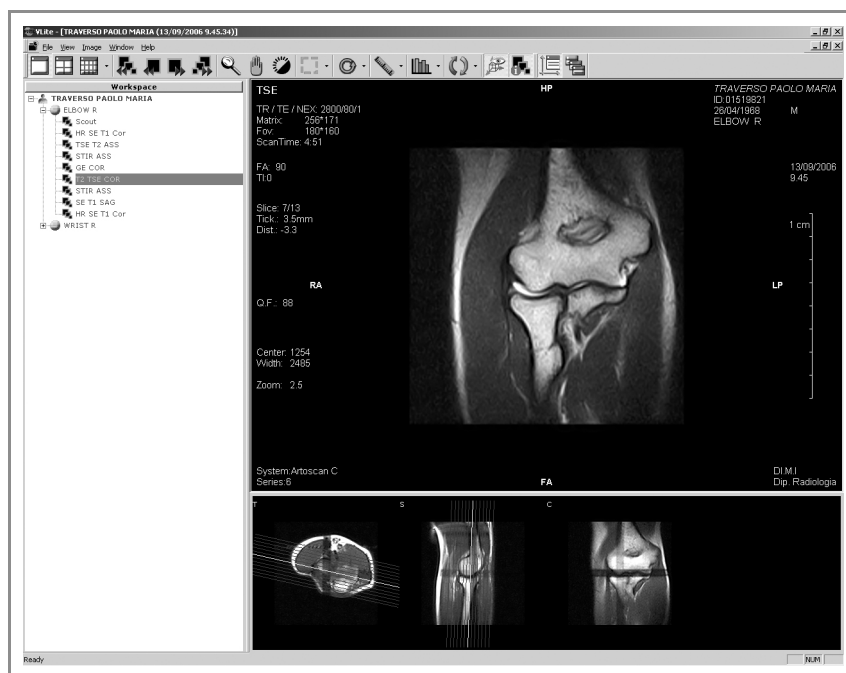 VLite - [TRAVERSO PAOLO MARIA (13/09/2006 9.45.34)]
File View Image Window Help
Workspace
TRAVERSO PAOLO MARIA
ELBOW R
Scout
HR SE T1 Cor
TSE T2 ASS
STIR ASS
GE COR
T2 TSE COR
STIR ASS
SE T1 SAG
HR SE T1 Cor
WRIST R
TSE
TR / TE / NEX: 2800/80/1
Matrix: 256*171
Fov: 180*160
ScanTime: 4:51
FA: 90
TI:0
Slice: 7/13
Tick.: 3.5mm
Dist.: -3.3
Q.F.: 88
Center: 1254
Width: 2485
Zoom: 2.5
System:Artoscan C
Series:6
HP
RA
LP
FA
TRAVERSO PAOLO MARIA
ID:01519821
26/04/1968 M
ELBOW R
13/09/2006
9.45
1 cm
DI.M.I
Dip. Radiologia
T
S
C
Ready
NUM